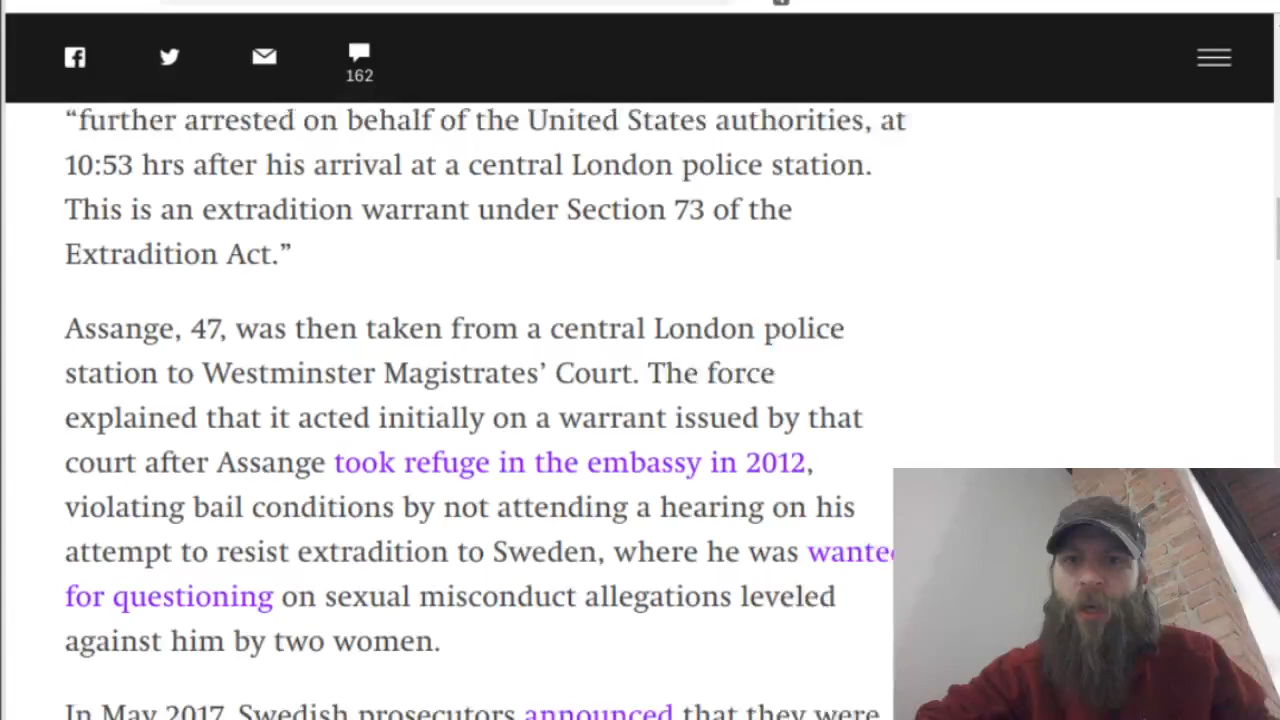 162
“further arrested on behalf of the United States authorities, at
10:53 hrs after his arrival at a central London police station.
This is an extradition warrant under Section 73 of the
Extradition Act.”
Assange, 47, was then taken from a central London police
station to Westminster Magistrates’ Court. The force
explained that it acted initially on a warrant issued by that
court after Assange took refuge in the embassy in 2012,
violating bail conditions by not attending a hearing on his
attempt to resist extradition to Sweden, where he was wante
for questioning on sexual misconduct allegations leveled
against him by two women.
In May 2017, Swedish prosecutors announced that they were